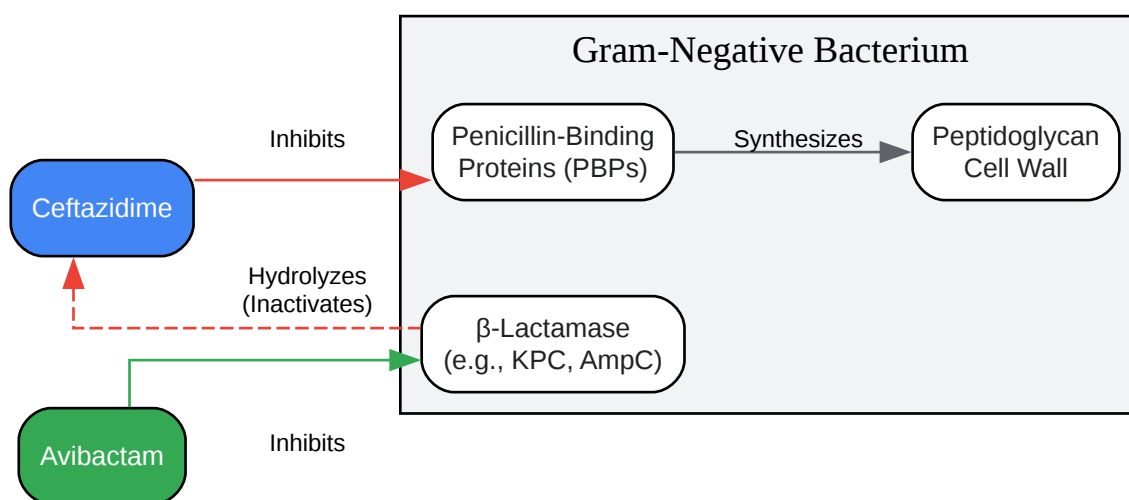 Gram-Negative Bacterium
Inhibits
Penicillin-Binding
Proteins (PBPs)
Synthesizes
Peptidoglycan
Cell Wall
Ceftazidime
Hydrolyzes
(Inactivates)
β-Lactamase
(e.g., KPC, AmpC)
Avibactam
Inhibits